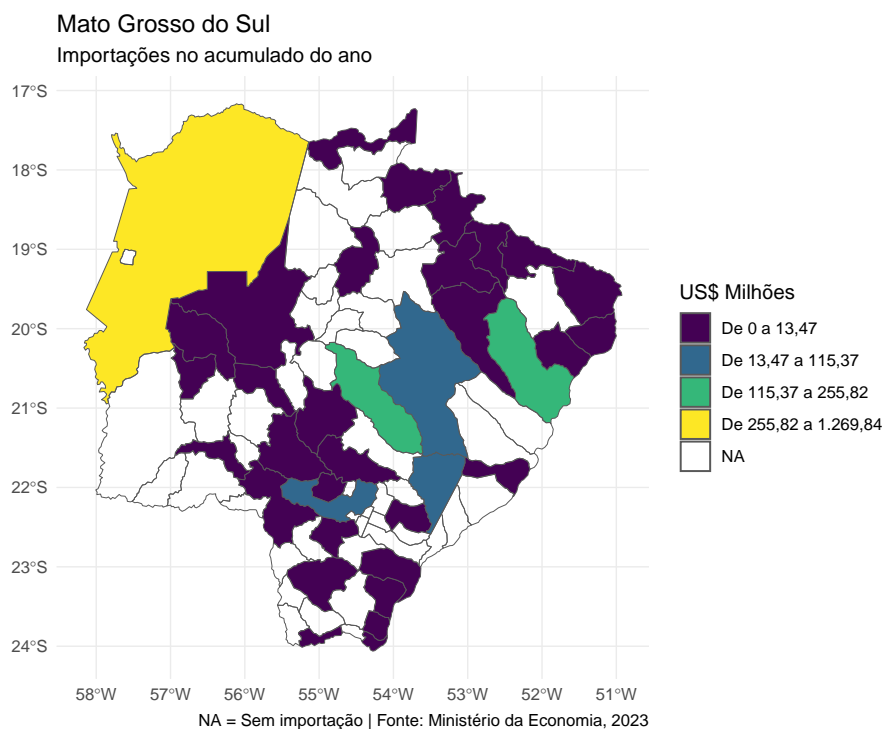 Mato Grosso do Sul
Importações no acumulado do ano
17°S
18°S
19°S
20°S
21°S
22°S
23°S
24°S
58°W 57°W 56°W 55°W 54°W 53°W 52°W 51°W
US$ Milhões
De 0 a 13,47
De 13,47 a 115,37
De 115,37 a 255,82
De 255,82 a 1.269,84
NA
NA = Sem importação | Fonte: Ministério da Economia, 2023